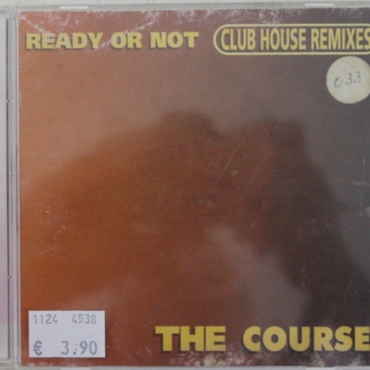 READY OR NOT CLUB HOUSE REMIXES
033
1124 4538
€ 3.90
THE COURSE